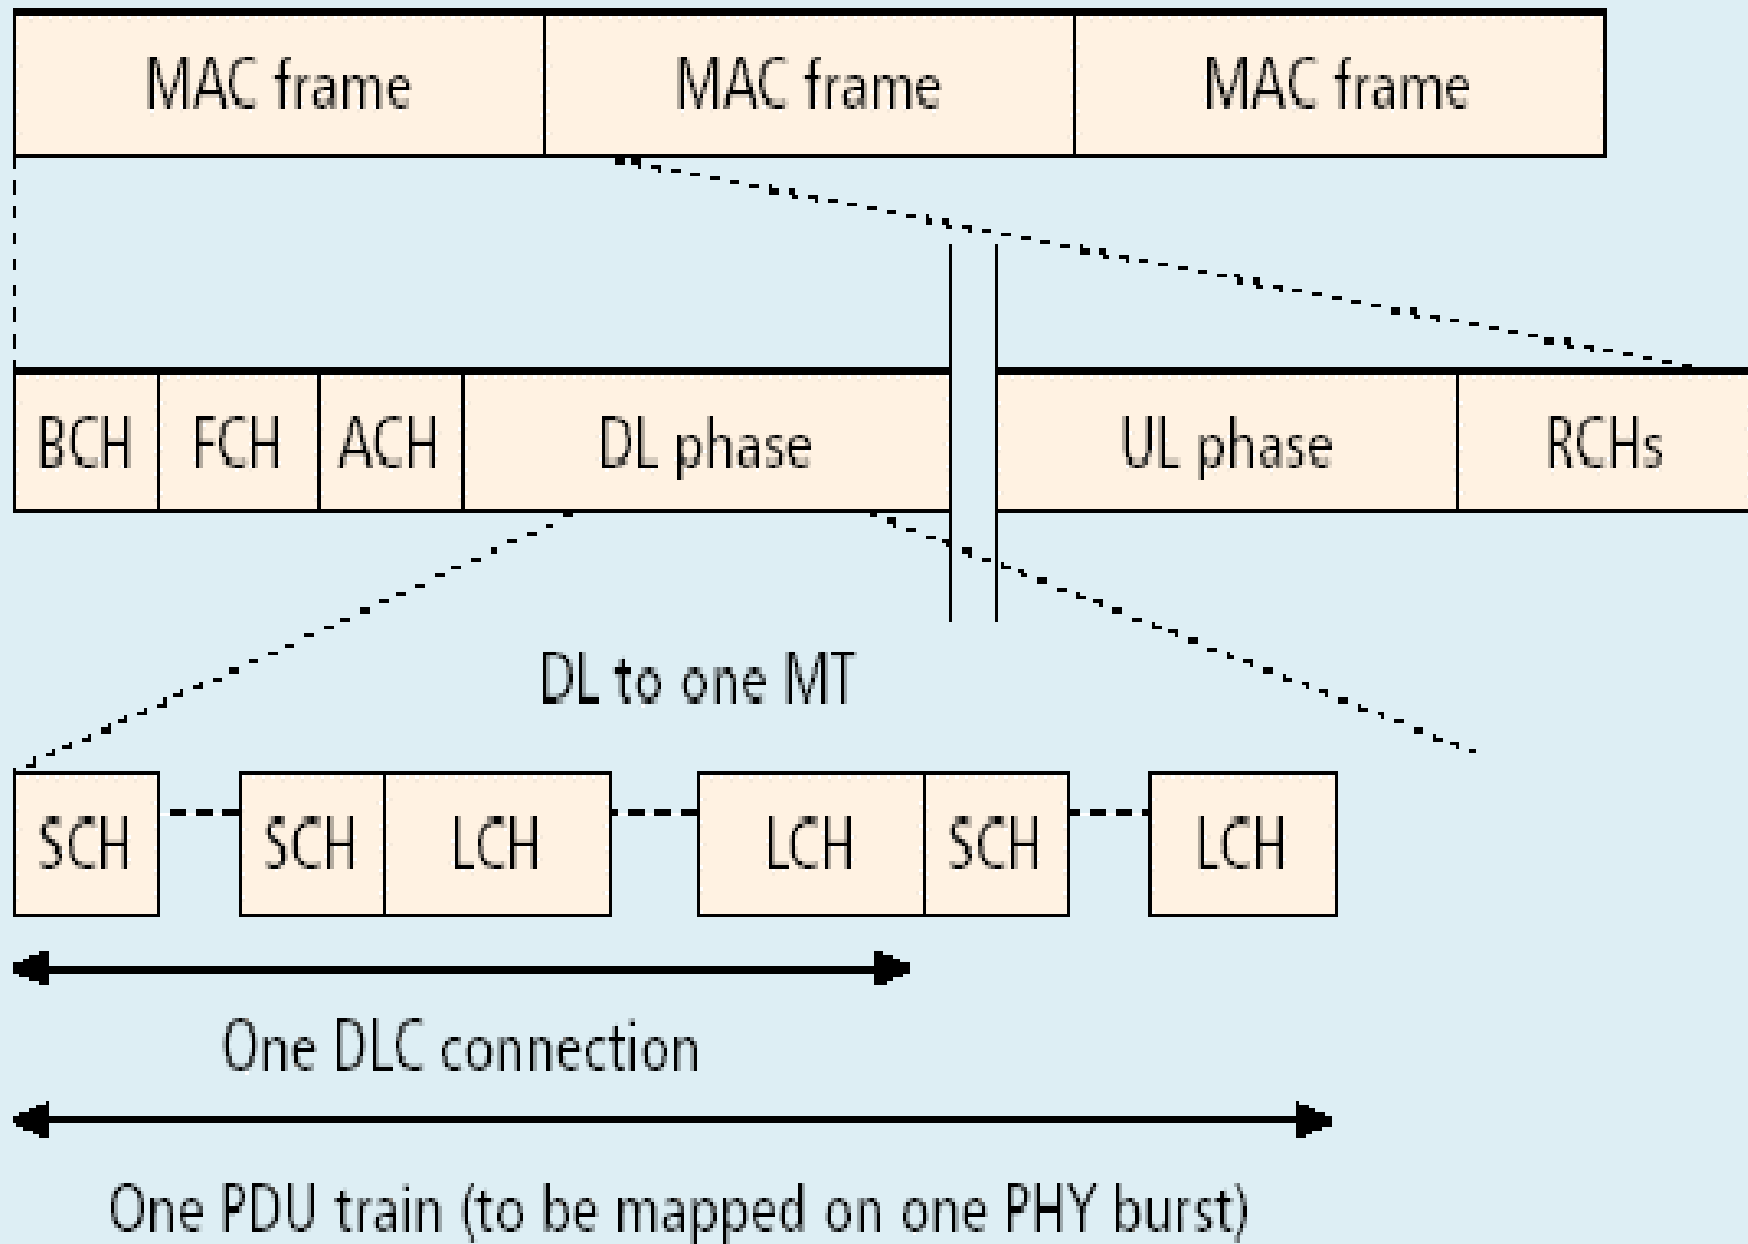 MAC frame MAC frame MAC frame
BCH FCH ACH DL phase UL phase RCHs
DL to one MT
SCH SCH LCH LCH SCH LCH
One DLC connection
One PDU train (to be mapped on one PHY burst)